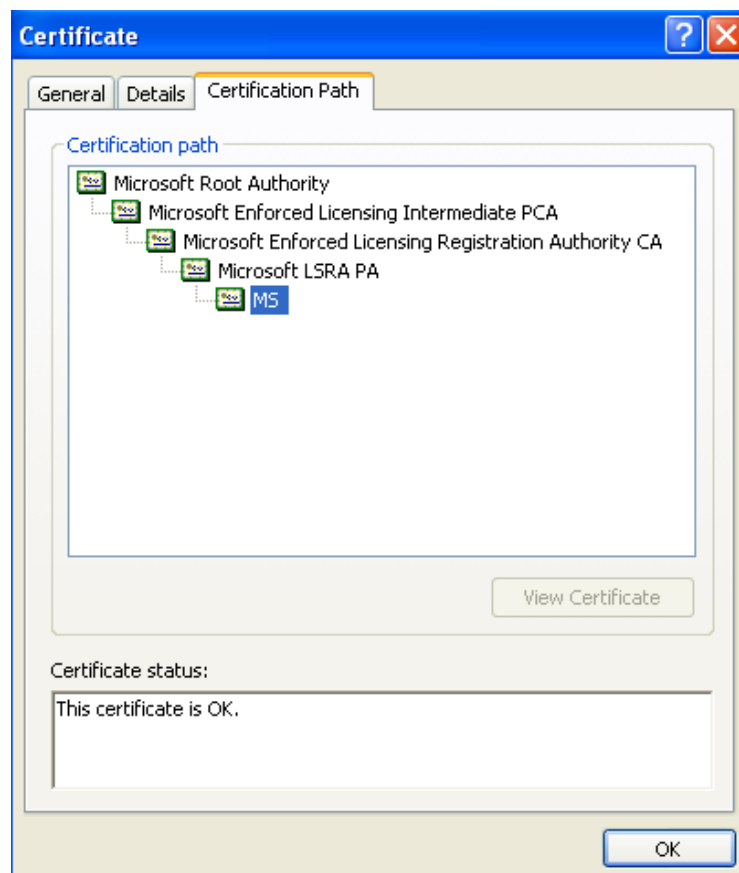 Certificate
General Details Certification Path
Certification path
Microsoft Root Authority
Microsoft Enforced Licensing Intermediate PCA
Microsoft Enforced Licensing Registration Authority CA
Microsoft LSRA PA
MS
View Certificate
Certificate status:
This certificate is OK.
OK